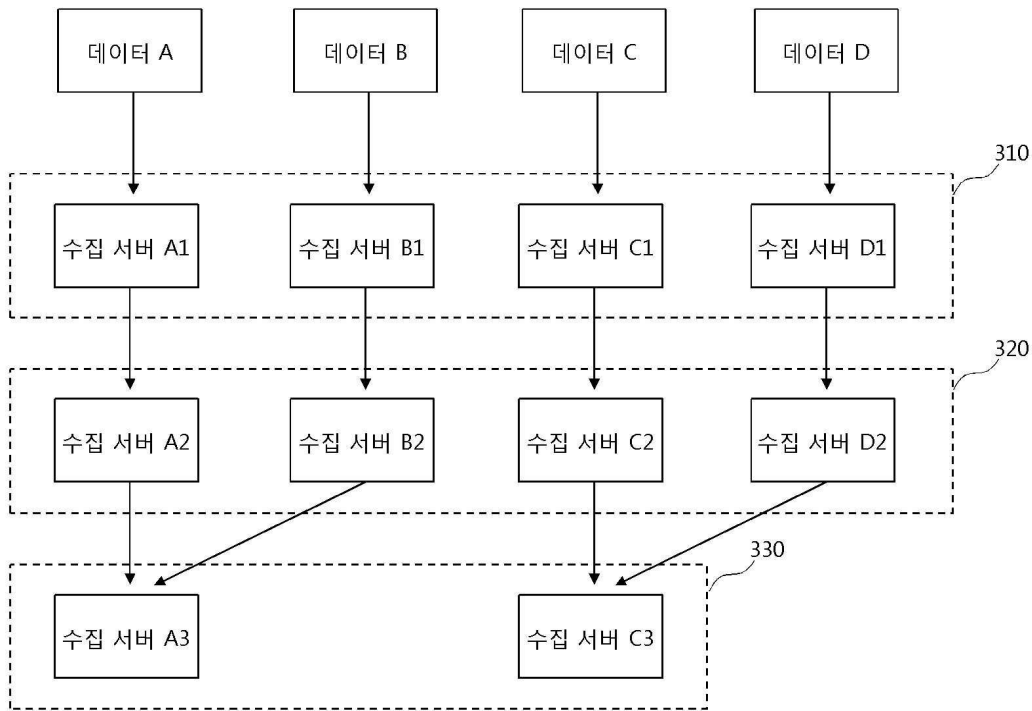 데이터 A
데이터 B
데이터 C
데이터 D
310
수집 서버 A1
수집 서버 B1
수집 서버 C1
수집 서버 D1
320
수집 서버 A2
수집 서버 B2
수집 서버 C2
수집 서버 D2
330
수집 서버 A3
수집 서버 C3